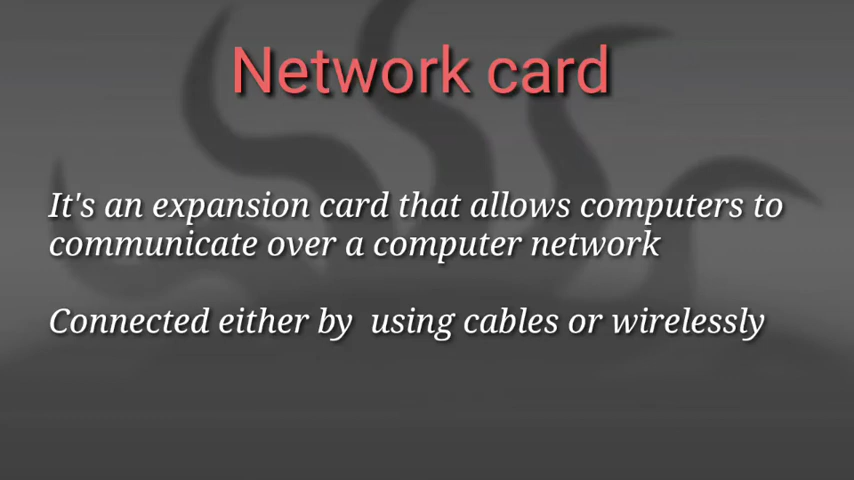 Network card
It's an expansion card that allows computers to
communicate over a computer network
Connected either by  using cables or wirelessly